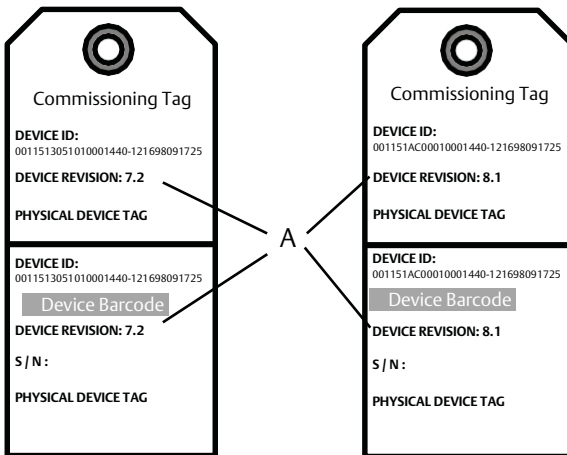 Commissioning Tag
DEVICE ID:
0011513051010001440-121698091725
DEVICE REVISION: 7.2
PHYSICAL DEVICE TAG
DEVICE ID:
0011513051010001440-121698091725
Device Barcode
DEVICE REVISION: 7.2
S / N :
PHYSICAL DEVICE TAG
A
Commissioning Tag
DEVICE ID:
001151AC00010001440-121698091725
DEVICE REVISION: 8.1
PHYSICAL DEVICE TAG
DEVICE ID:
001151AC00010001440-121698091725
Device Barcode
DEVICE REVISION: 8.1
S / N :
PHYSICAL DEVICE TAG